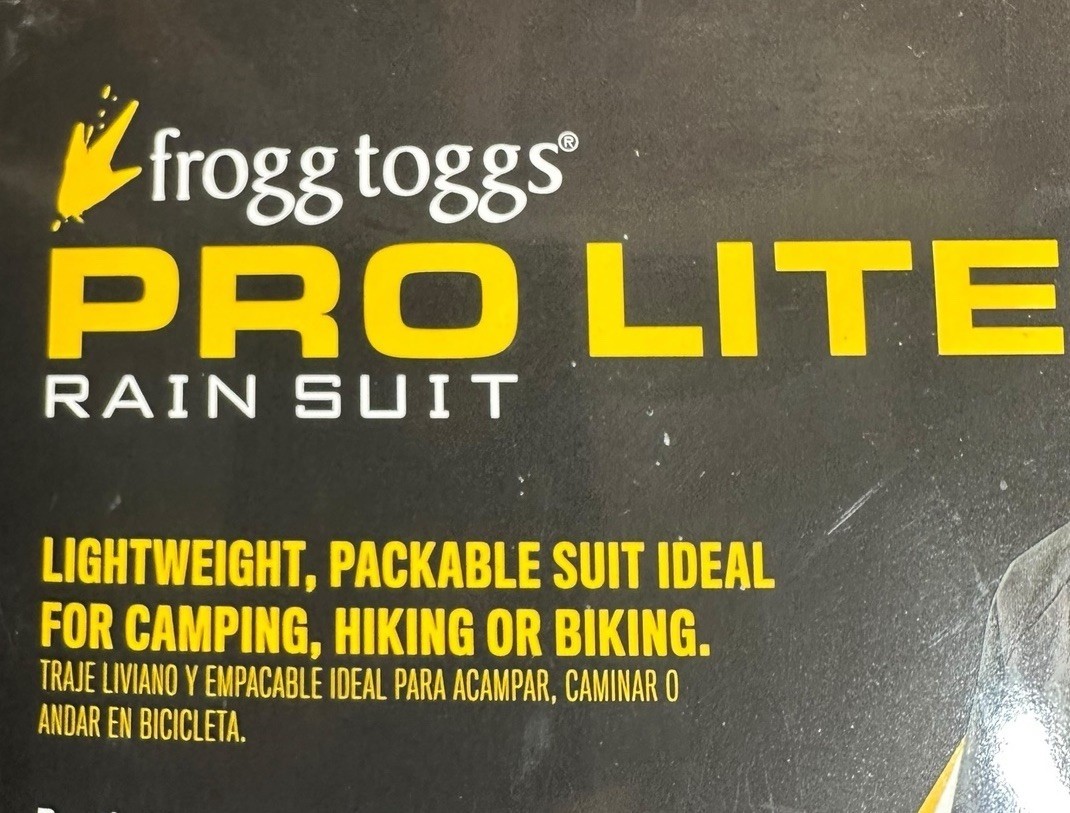 frogg toggs®
PRO LITE
RAIN SUIT
LIGHTWEIGHT, PACKABLE SUIT IDEAL
FOR CAMPING, HIKING OR BIKING.
TRAJE LIVIANO Y EMPACABLE IDEAL PARA ACAMPAR, CAMINAR O
ANDAR EN BICICLETA.